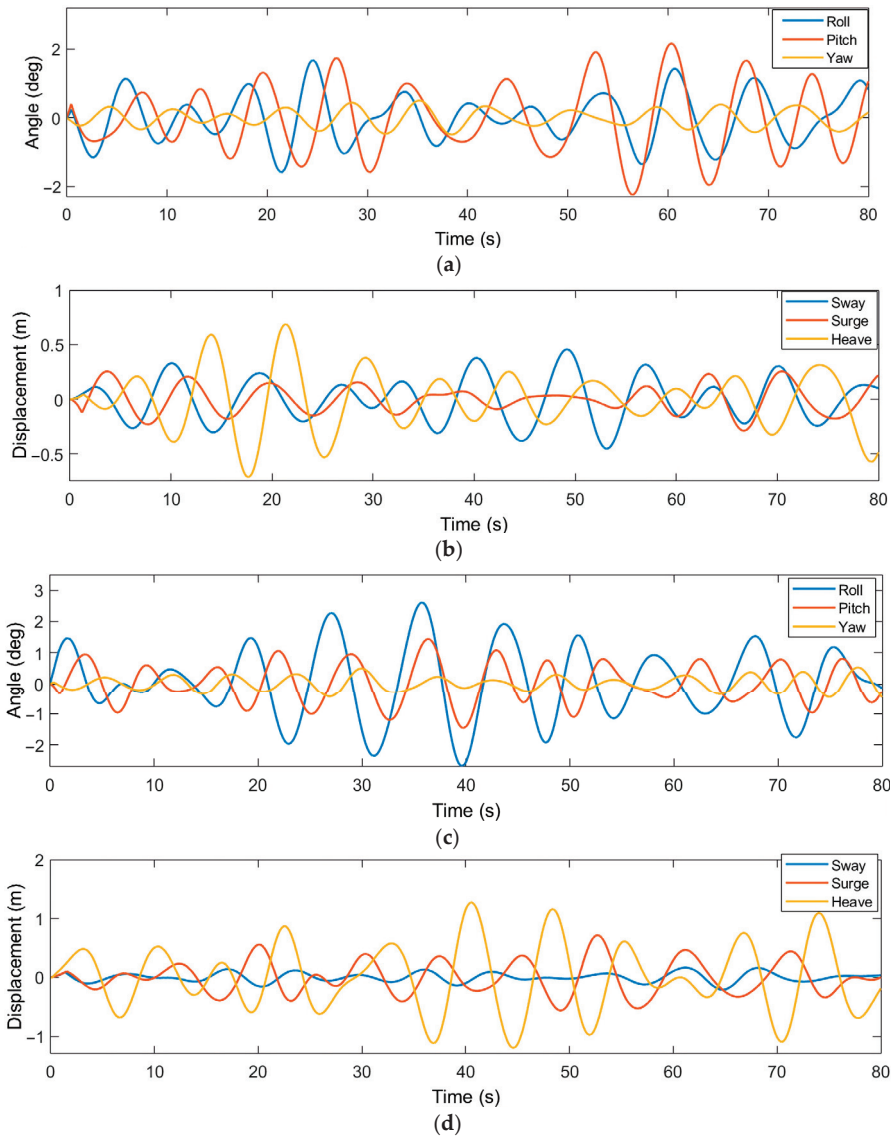 Roll
Pitch
Yaw
Angle (deg)
2
0
−2
0 10 20 30 40 50 60 70 80
Time (s)
(a)
Sway
Surge
Heave
Displacement (m)
1
0.5
0
−0.5
0 10 20 30 40 50 60 70 80
Time (s)
(b)
Roll
Pitch
Yaw
Angle (deg)
3
2
1
0
−1
−2
0 10 20 30 40 50 60 70 80
Time (s)
(c)
Sway
Surge
Heave
Displacement (m)
2
1
0
−1
0 10 20 30 40 50 60 70 80
Time (s)
(d)